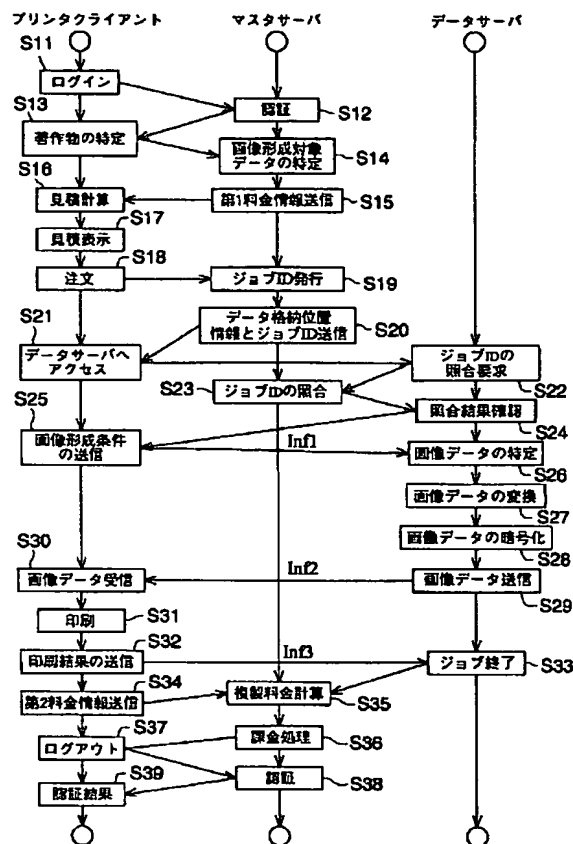 プリンタクライアント
マスタサーバ
データサーバ
S11
ログイン
S12
認証
S13
著作物の特定
S14
画像形成対象
データの特定
S15
第1料金情報送信
S16
見積計算
S17
見積表示
S18
注文
S19
ジョブID発行
S20
データ格納位置
情報とジョブID送信
S21
データサーバへ
アクセス
S22
ジョブIDの
照合要求
S23
ジョブIDの照合
S24
照合結果確認
S25
画像形成条件
の送信
Inf1
S26
画像データの特定
S27
画像データの変換
S28
画像データの暗号化
S29
画像データ送信
Inf2
S30
画像データ受信
S31
印刷
S32
印刷結果の送信
Inf3
S33
ジョブ終了
S34
第2料金情報送信
S35
複製料金計算
S36
課金処理
S37
ログアウト
S38
認証
S39
認証結果